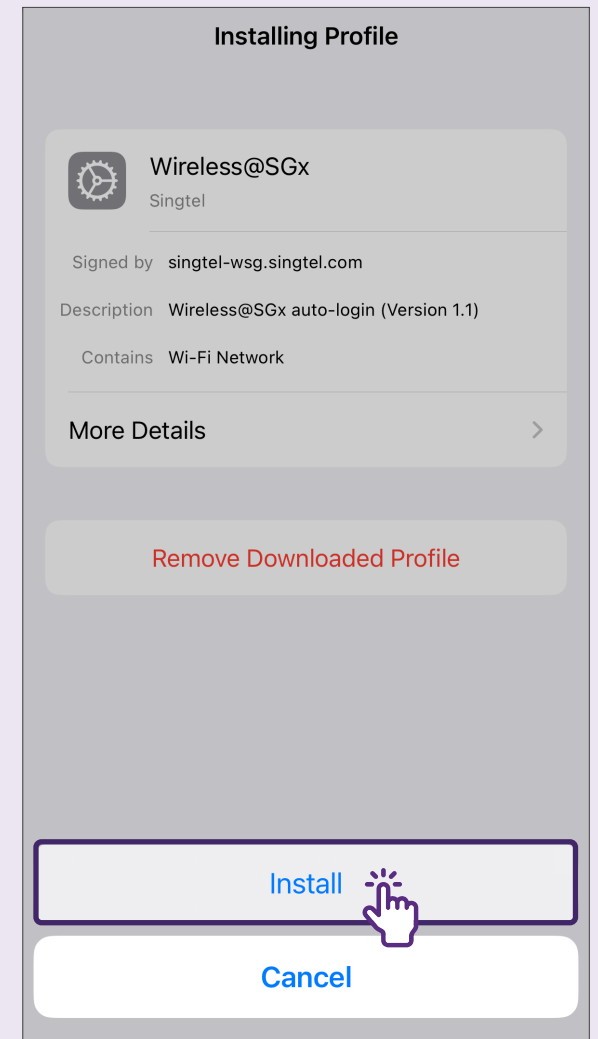 Installing Profile
Wireless@SGx
Singtel
Signed by singtel-wsg.singtel.com
Description Wireless@SGx auto-login (Version 1.1)
Contains Wi-Fi Network
More Details
Remove Downloaded Profile
Install
Cancel